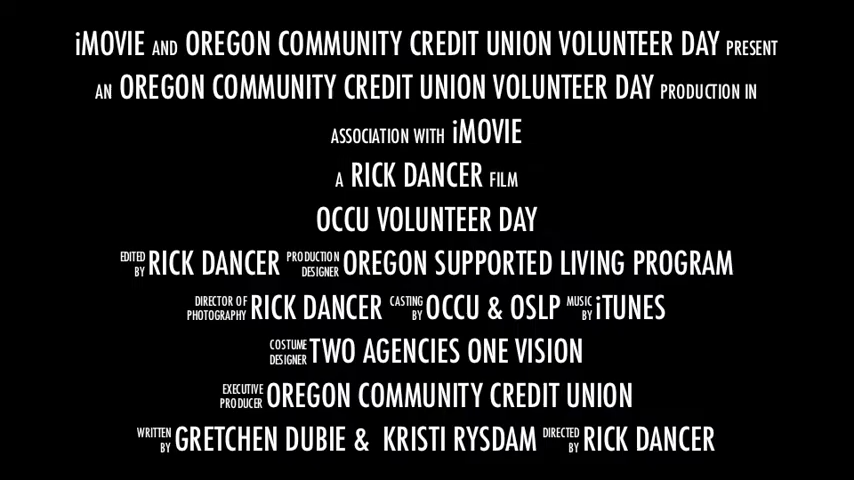 iMOVIE AND OREGON COMMUNITY CREDIT UNION VOLUNTEER DAY PRESENT
AN OREGON COMMUNITY CREDIT UNION VOLUNTEER DAY PRODUCTION IN
ASSOCIATION WITH iMOVIE
A RICK DANCER FILM
OCCU VOLUNTEER DAY
EDITED BY RICK DANCER PRODUCTION DESIGNER OREGON SUPPORTED LIVING PROGRAM
DIRECTOR OF PHOTOGRAPHY RICK DANCER CASTING BY OCCU & OSLP MUSIC BY iTUNES
COSTUME DESIGNER TWO AGENCIES ONE VISION
EXECUTIVE PRODUCER OREGON COMMUNITY CREDIT UNION
WRITTEN BY GRETCHEN DUBIE & KRISTI RYSDAM DIRECTED BY RICK DANCER